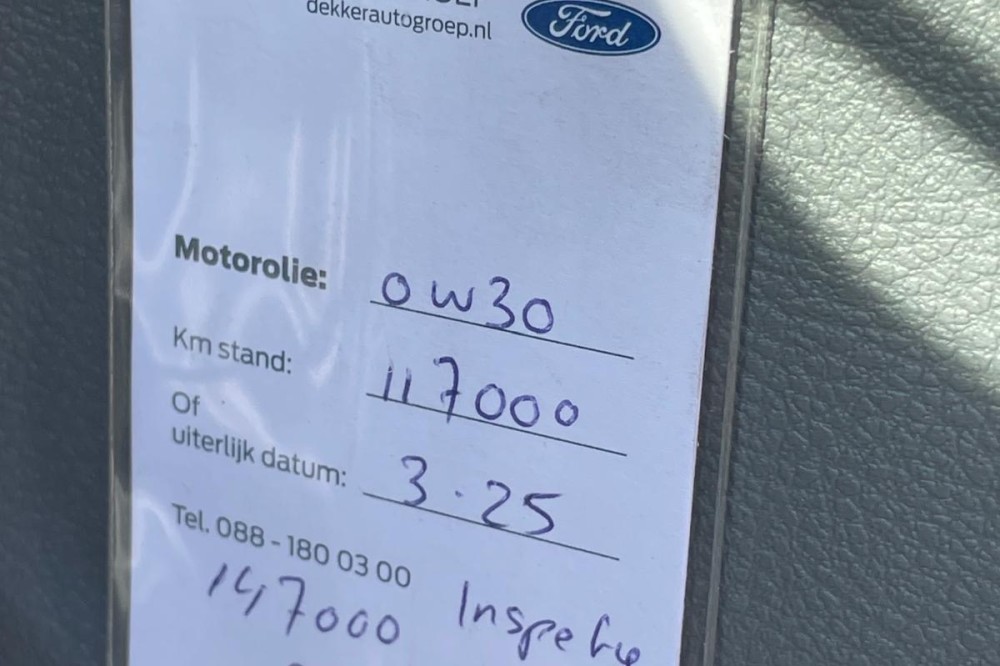 dekkerautogroep.nl
Ford
Motorolie: 0W30
Km stand: 117000
Of
uiterlijk datum: 3.25
Tel. 088 - 180 03 00
147000 Inspectie